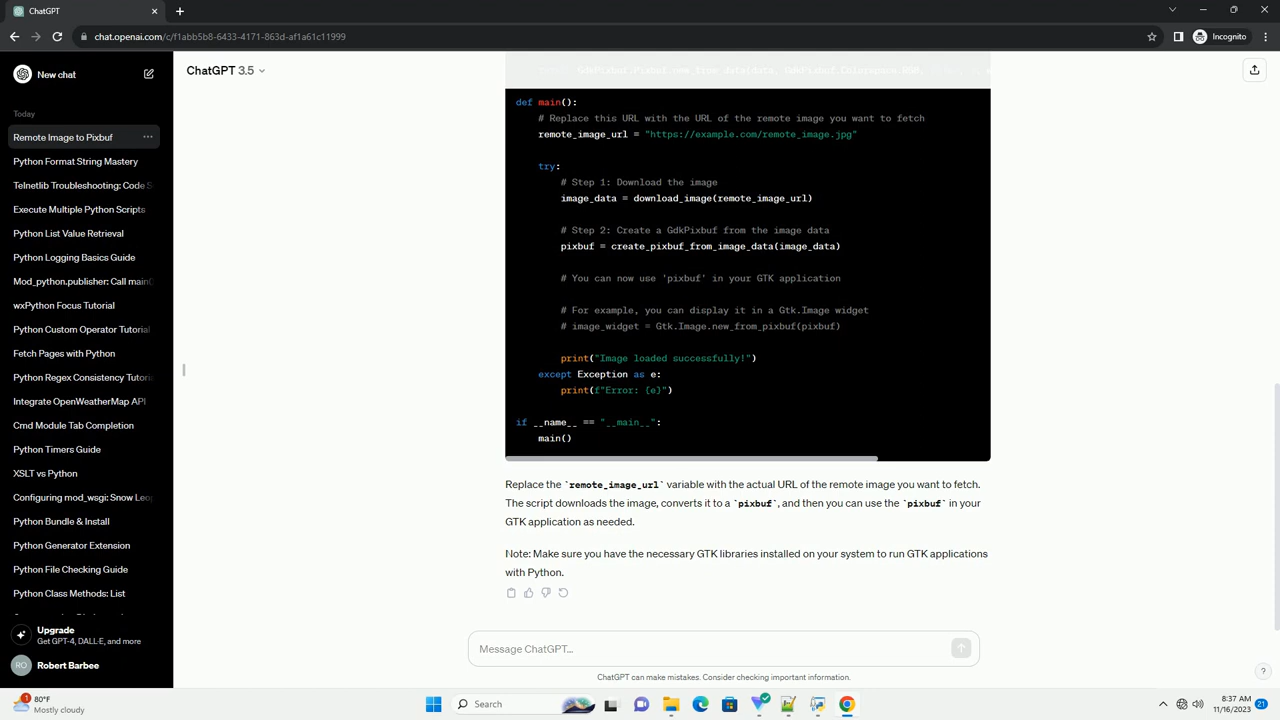 ChatGPT
chat.openai.com/c/f1abb5b8-6433-4171-863d-af1a61c11999
Incognito
New chat
ChatGPT 3.5
Today
Remote Image to Pixbuf
Python Format String Mastery
Telnetlib Troubleshooting: Code S
Execute Multiple Python Scripts
Python List Value Retrieval
Python Logging Basics Guide
Mod_python.publisher: Call main(
wxPython Focus Tutorial
Python Custom Operator Tutorial
Fetch Pages with Python
Python Regex Consistency Tutoria
Integrate OpenWeatherMap API
Cmd Module Tab Completion
Python Timers Guide
XSLT vs Python
Configuring mod_wsgi: Snow Leop
Python Bundle & Install
Python Generator Extension
Python File Checking Guide
Python Class Methods: List
Upgrade
Get GPT-4, DALL·E, and more
RO
Robert Barbee
def main():
# Replace this URL with the URL of the remote image you want to fetch
remote_image_url = "https://example.com/remote_image.jpg"
try:
# Step 1: Download the image
image_data = download_image(remote_image_url)
# Step 2: Create a GdkPixbuf from the image data
pixbuf = create_pixbuf_from_image_data(image_data)
# You can now use 'pixbuf' in your GTK application
# For example, you can display it in a Gtk.Image widget
# image_widget = Gtk.Image.new_from_pixbuf(pixbuf)
print("Image loaded successfully!")
except Exception as e:
print(f"Error: {e}")
if __name__ == "__main__":
main()
Replace the `remote_image_url` variable with the actual URL of the remote image you want to fetch.
The script downloads the image, converts it to a `pixbuf`, and then you can use the `pixbuf` in your
GTK application as needed.
Note: Make sure you have the necessary GTK libraries installed on your system to run GTK applications
with Python.
Message ChatGPT...
ChatGPT can make mistakes. Consider checking important information.
?
1
80°F
Mostly cloudy
Search
8:37 AM
11/16/2023
21